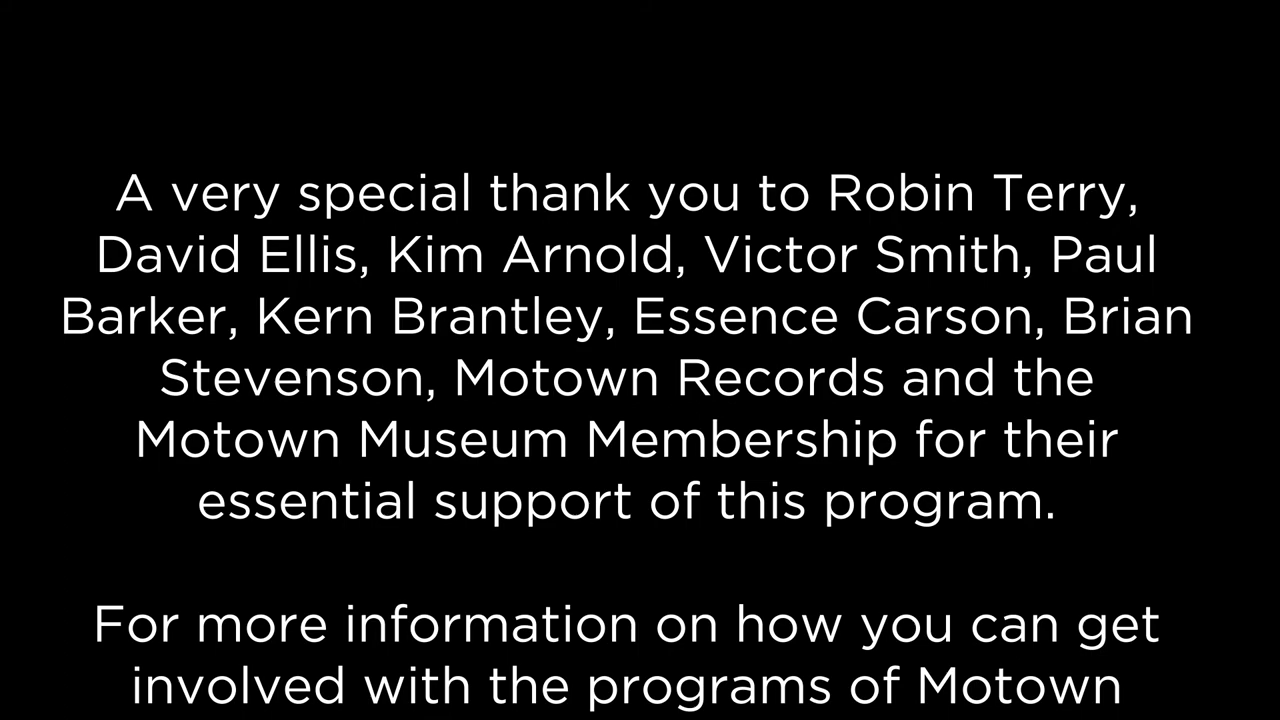 A very special thank you to Robin Terry,
David Ellis, Kim Arnold, Victor Smith, Paul
Barker, Kern Brantley, Essence Carson, Brian
Stevenson, Motown Records and the
Motown Museum Membership for their
essential support of this program.
For more information on how you can get
involved with the programs of Motown